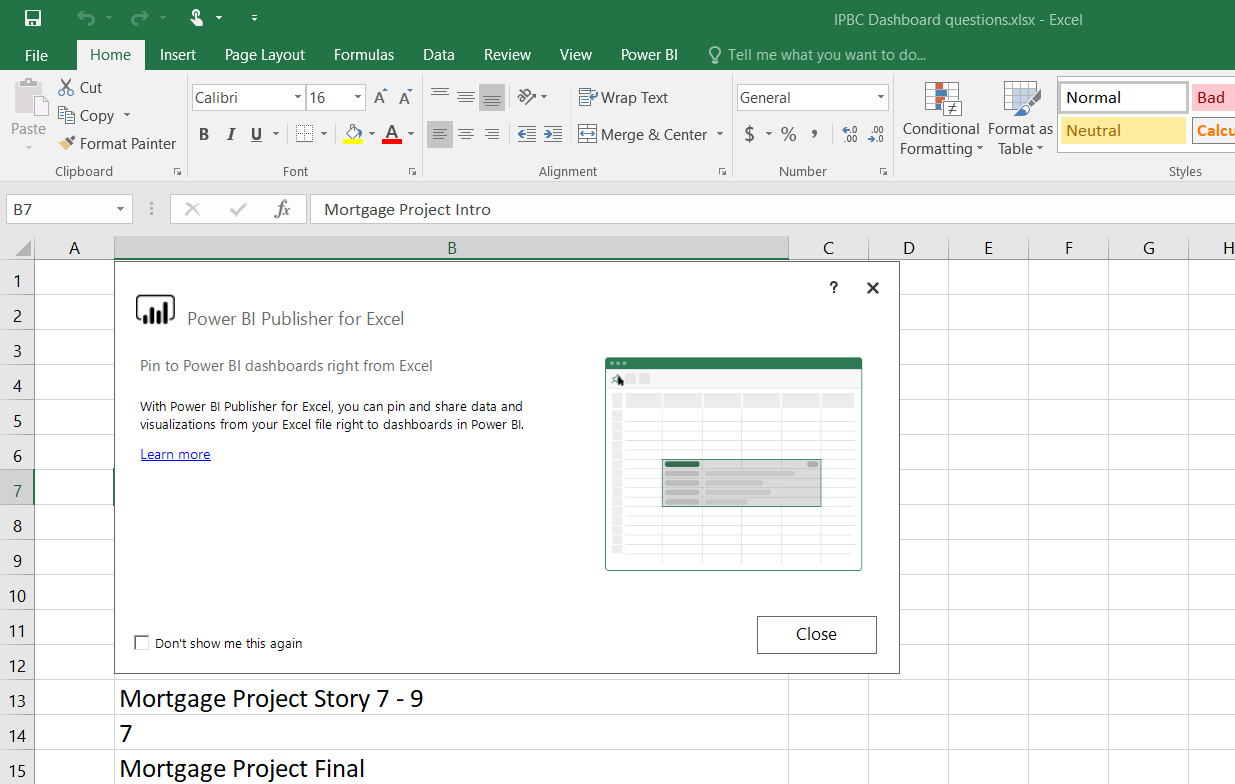 IPBC Dashboard questions.xlsx - Excel
File Home Insert Page Layout Formulas Data Review View Power BI Tell me what you want to do...
Paste
Cut
Copy
Format Painter
Clipboard
Calibri 16
B I U A
Font
Wrap Text
Merge & Center
Alignment
General
$ % ,
Number
Conditional Formatting
Format as Table
Normal Bad
Neutral Calcu
Styles
B7 fx Mortgage Project Intro
A B C D E F G H
1
2
3
4
5
6
7
8
9
10
11
12
? ✕
Power BI Publisher for Excel
Pin to Power BI dashboards right from Excel
With Power BI Publisher for Excel, you can pin and share data and
visualizations from your Excel file right to dashboards in Power BI.
Learn more
Don't show me this again
Close
13 Mortgage Project Story 7 - 9
14 7
15 Mortgage Project Final